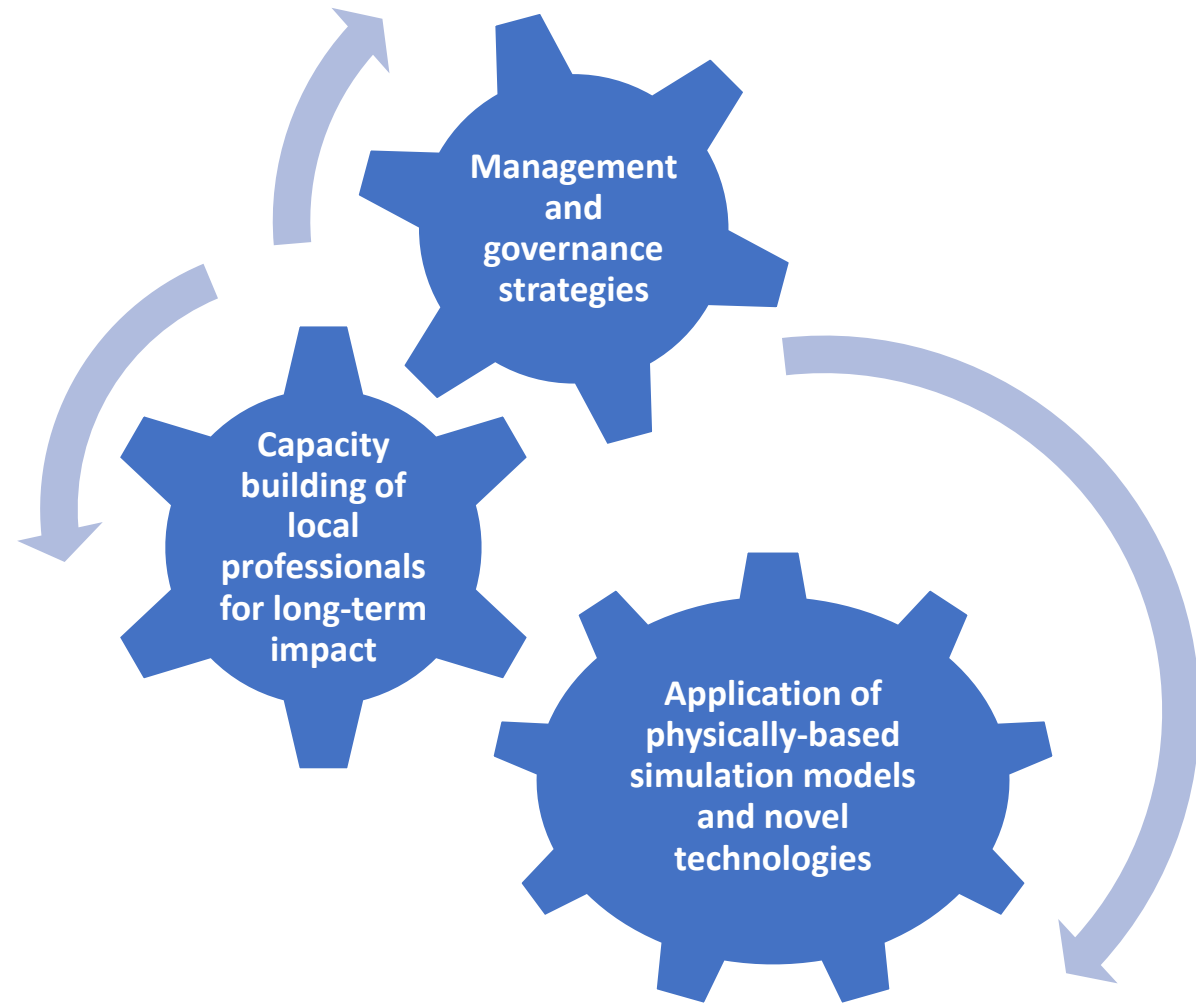 Management
and
governance
strategies
Capacity
building of
local
professionals
for long-term
impact
Application of
physically-based
simulation models
and novel
technologies